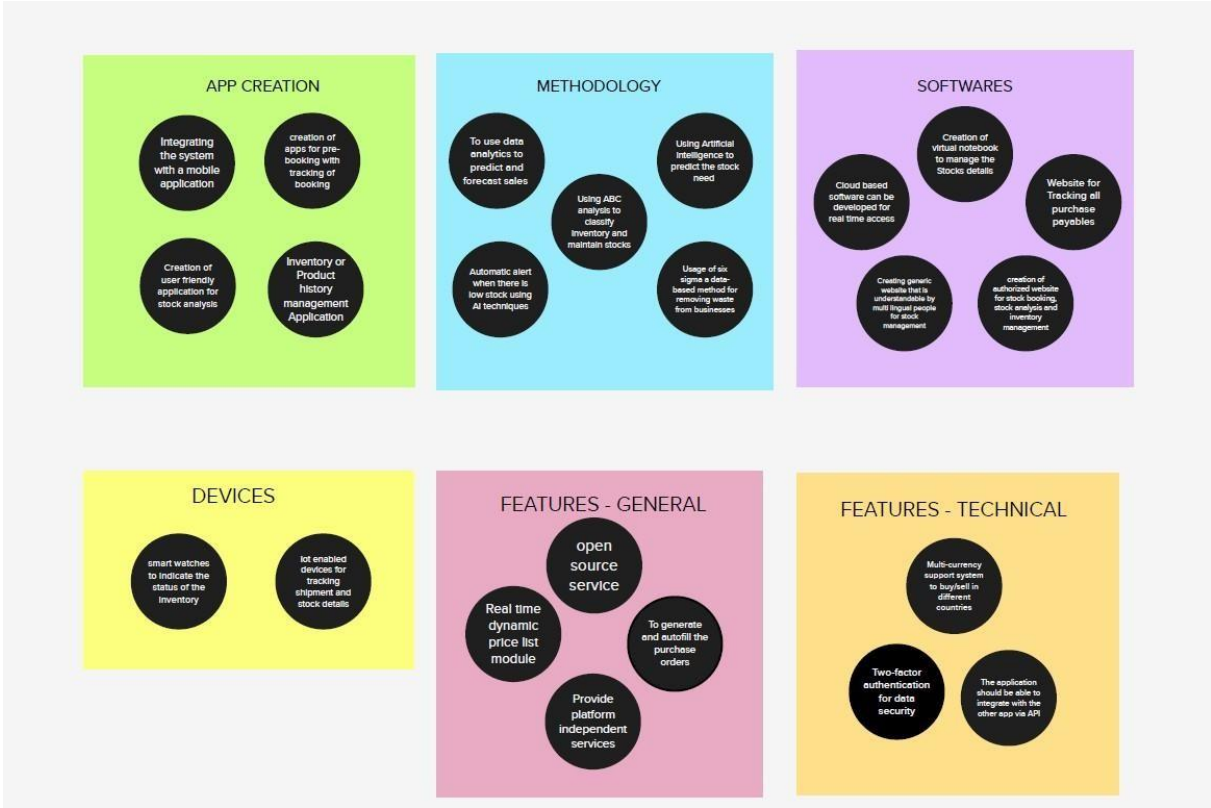 APP CREATION
Integrating
the system
with a mobile
application
creation of
apps for pre-
booking with
tracking of
booking
Creation of
user friendly
application for
stock analysis
Inventory or
Product
history
management
Application
METHODOLOGY
To use data
analytics to
predict and
forecast sales
Using Artificial
Intelligence to
predict the stock
need
Using ABC
analysis to
classify
inventory and
maintain stocks
Automatic alert
when there is
low stock using
AI techniques
Usage of six
sigma a data-
based method for
removing waste
from businesses
SOFTWARES
Creation of
virtual notebook
to manage the
Stocks details
Cloud based
software can be
developed for
real time access
Website for
Tracking all
purchase
payables
Creating generic
website that is
understandable by
multi lingual people
for stock
management
creation of
authorized website
for stock booking,
stock analysis and
inventory
management
DEVICES
smart watches
to indicate the
status of the
inventory
Iot enabled
devices for
tracking
shipment and
stock details
FEATURES - GENERAL
open
source
service
Real time
dynamic
price list
module
To generate
and autofill the
purchase
orders
Provide
platform
independent
services
FEATURES - TECHNICAL
Multi-currency
support system
to buy/sell in
different
countries
Two-factor
authentication
for data
security
The application
should be able to
integrate with the
other app via API